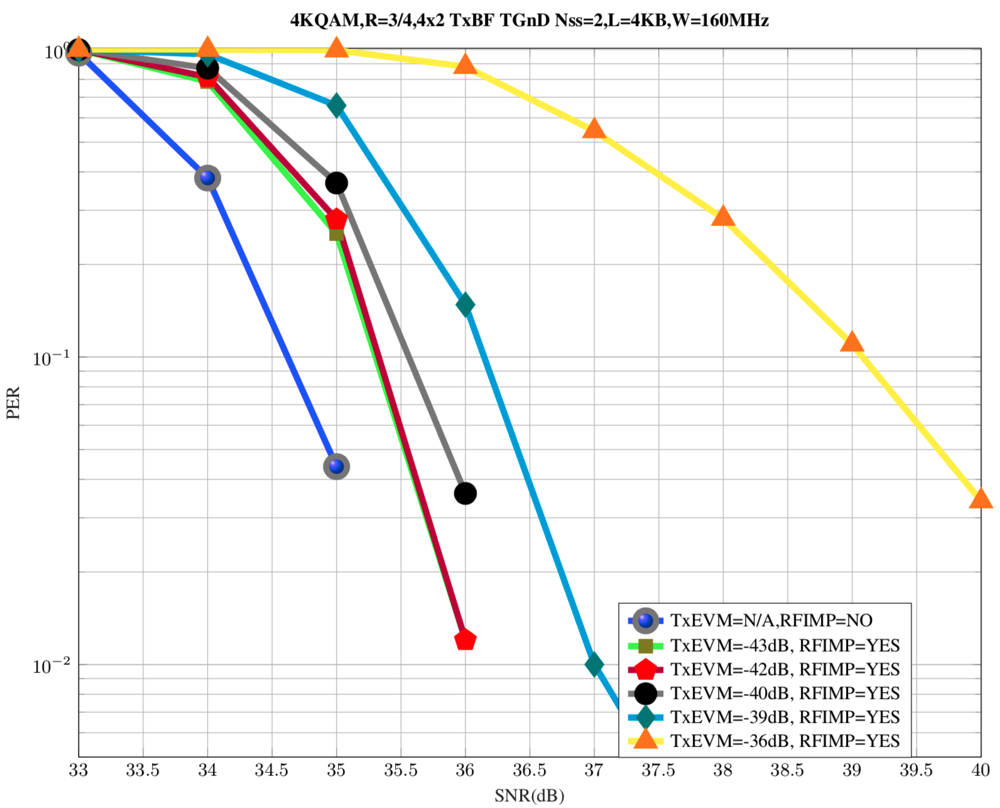 4KQAM,R=3/4,4x2 TxBF TGnD Nss=2,L=4KB,W=160MHz
10⁰
10⁻¹
10⁻²
PER
TxEVM=N/A,RFIMP=NO
TxEVM=-43dB, RFIMP=YES
TxEVM=-42dB, RFIMP=YES
TxEVM=-40dB, RFIMP=YES
TxEVM=-39dB, RFIMP=YES
TxEVM=-36dB, RFIMP=YES
33 33.5 34 34.5 35 35.5 36 36.5 37 37.5 38 38.5 39 39.5 40
SNR(dB)